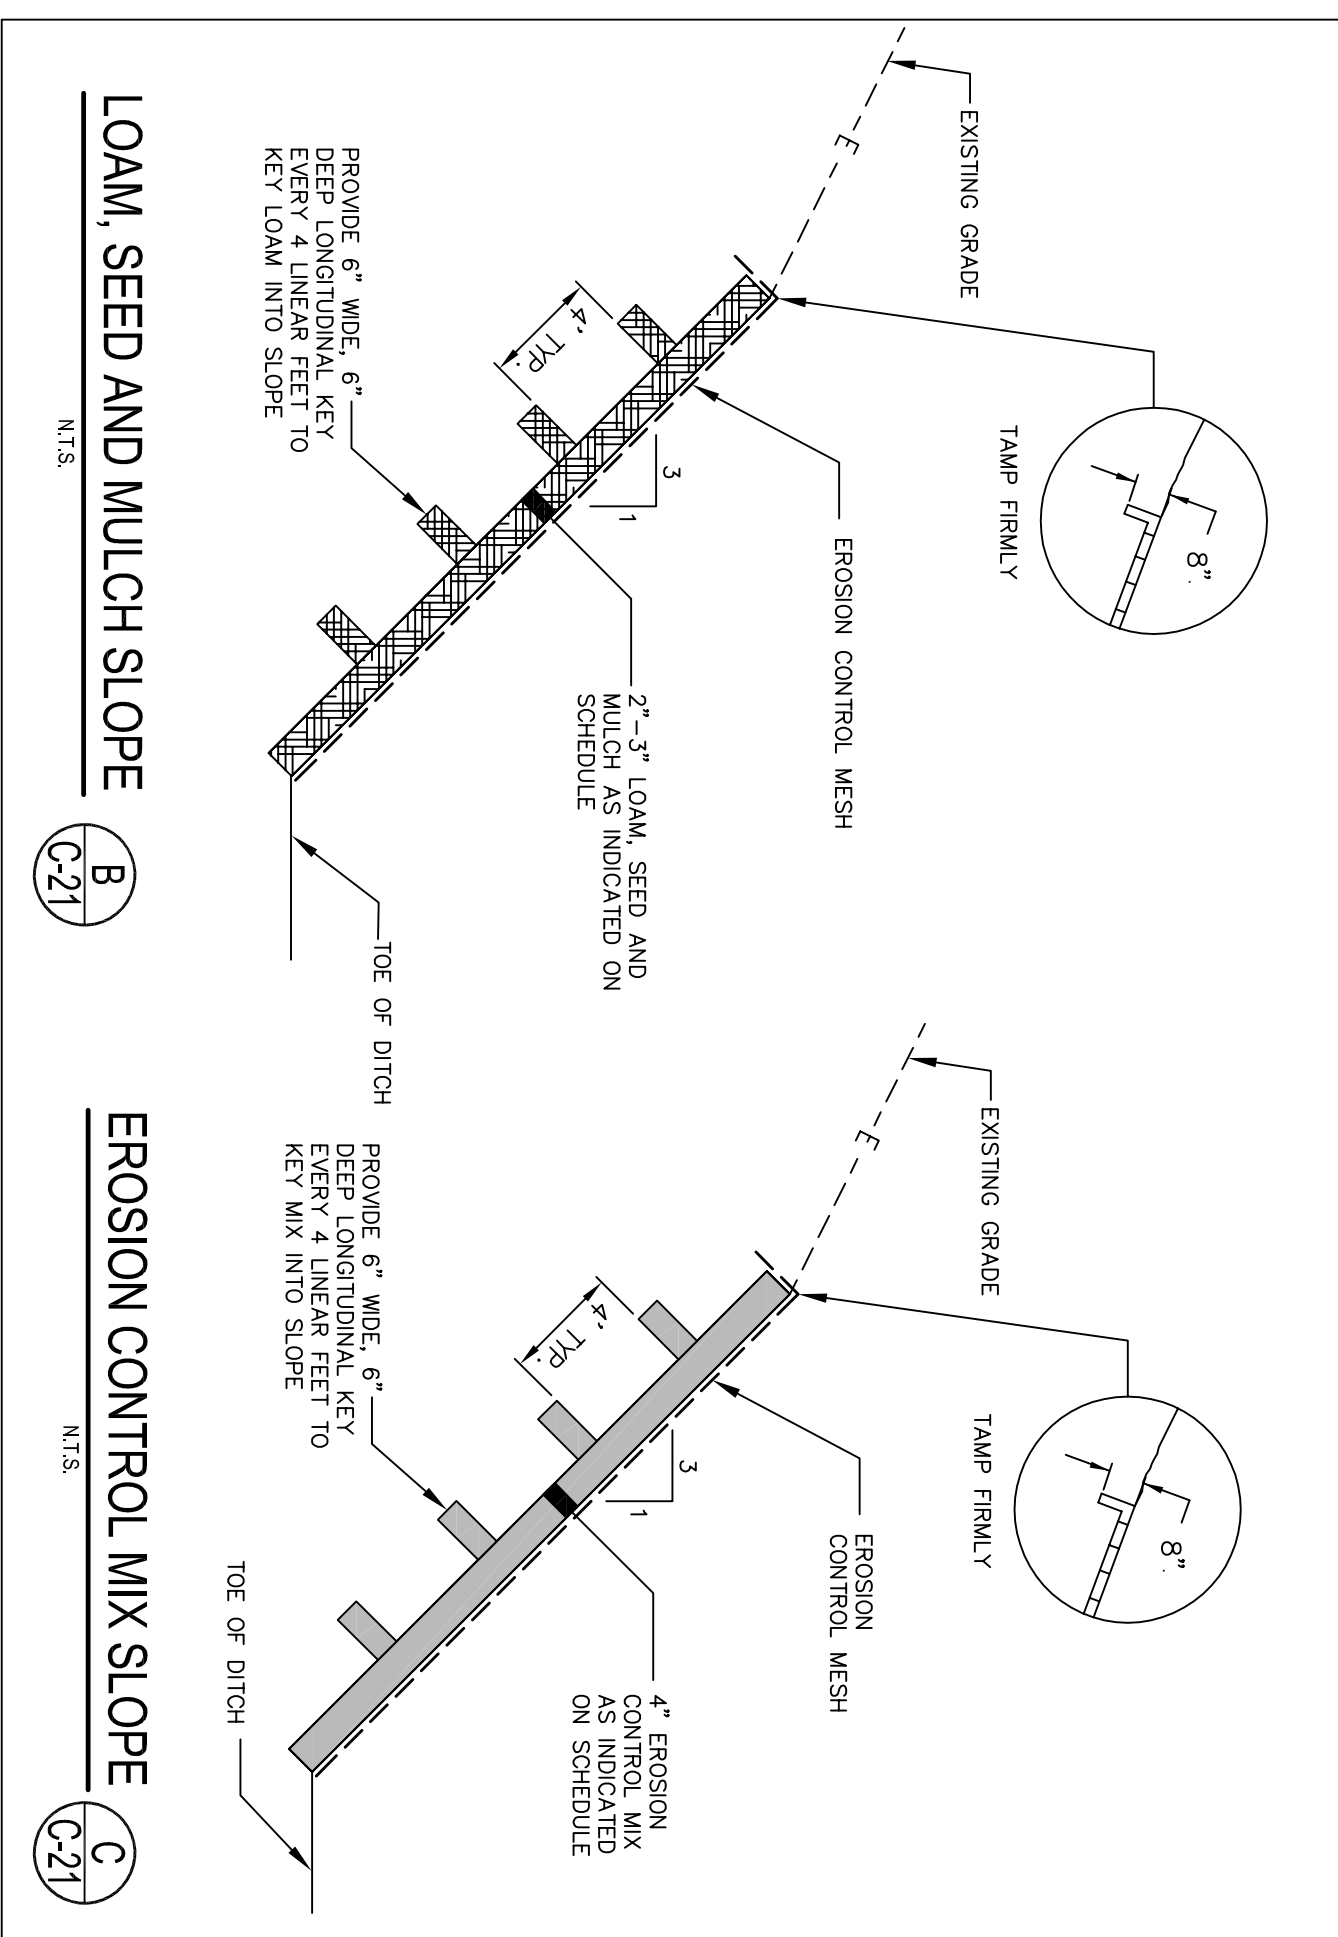 EXISTING GRADE
E
TAMP FIRMLY
8"
EROSION CONTROL MESH
3
1
4' TYP.
2"-3" LOAM, SEED AND
MULCH AS INDICATED ON
SCHEDULE
PROVIDE 6" WIDE, 6"
DEEP LONGITUDINAL KEY
EVERY 4 LINEAR FEET TO
KEY LOAM INTO SLOPE
TOE OF DITCH
LOAM, SEED AND MULCH SLOPE
N.T.S.
B
C-21
EXISTING GRADE
E
TAMP FIRMLY
8"
EROSION
CONTROL MESH
3
1
4' TYP.
4" EROSION
CONTROL MIX
AS INDICATED
ON SCHEDULE
PROVIDE 6" WIDE, 6"
DEEP LONGITUDINAL KEY
EVERY 4 LINEAR FEET TO
KEY MIX INTO SLOPE
TOE OF DITCH
EROSION CONTROL MIX SLOPE
N.T.S.
C
C-21